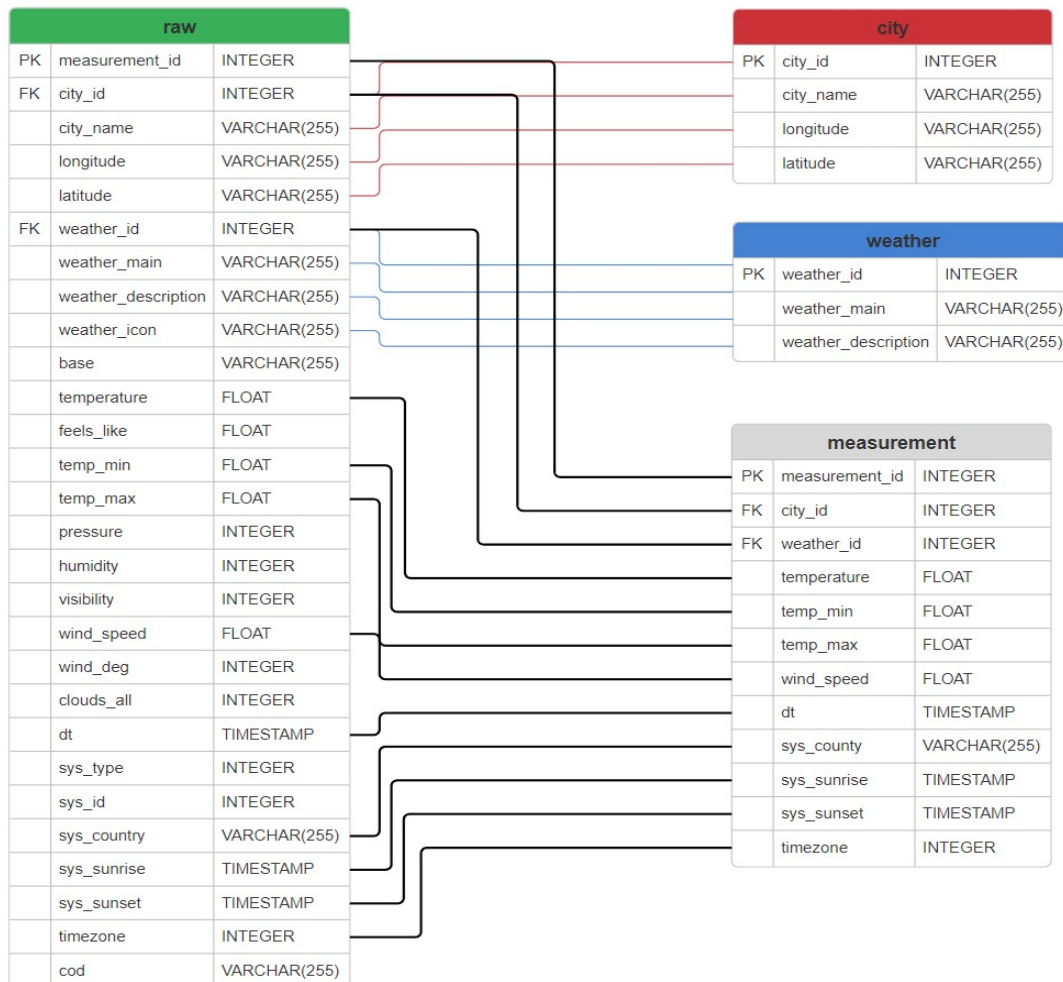 raw
PK measurement_id INTEGER
FK city_id INTEGER
city_name VARCHAR(255)
longitude VARCHAR(255)
latitude VARCHAR(255)
FK weather_id INTEGER
weather_main VARCHAR(255)
weather_description VARCHAR(255)
weather_icon VARCHAR(255)
base VARCHAR(255)
temperature FLOAT
feels_like FLOAT
temp_min FLOAT
temp_max FLOAT
pressure INTEGER
humidity INTEGER
visibility INTEGER
wind_speed FLOAT
wind_deg INTEGER
clouds_all INTEGER
dt TIMESTAMP
sys_type INTEGER
sys_id INTEGER
sys_country VARCHAR(255)
sys_sunrise TIMESTAMP
sys_sunset TIMESTAMP
timezone INTEGER
cod VARCHAR(255)
city
PK city_id INTEGER
city_name VARCHAR(255)
longitude VARCHAR(255)
latitude VARCHAR(255)
weather
PK weather_id INTEGER
weather_main VARCHAR(255)
weather_description VARCHAR(255)
measurement
PK measurement_id INTEGER
FK city_id INTEGER
FK weather_id INTEGER
temperature FLOAT
temp_min FLOAT
temp_max FLOAT
wind_speed FLOAT
dt TIMESTAMP
sys_county VARCHAR(255)
sys_sunrise TIMESTAMP
sys_sunset TIMESTAMP
timezone INTEGER